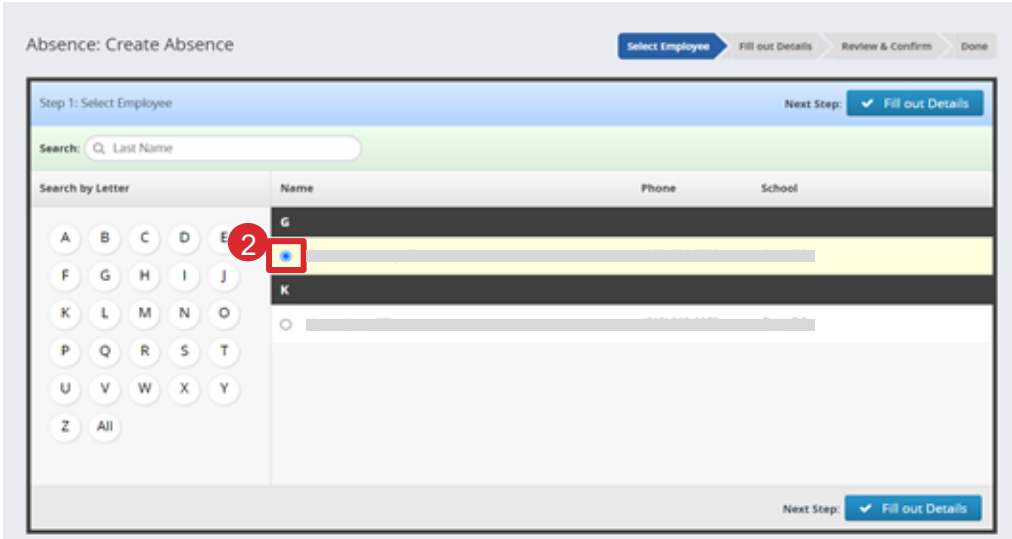 Absence: Create Absence
Select Employee Fill out Details Review & Confirm Done
Step 1: Select Employee
Next Step: Fill out Details
Search: Last Name
Search by Letter
Name Phone School
G
A B C D E
2
F G H I J
K
K L M N O
P Q R S T
U V W X Y
Z All
Next Step: Fill out Details